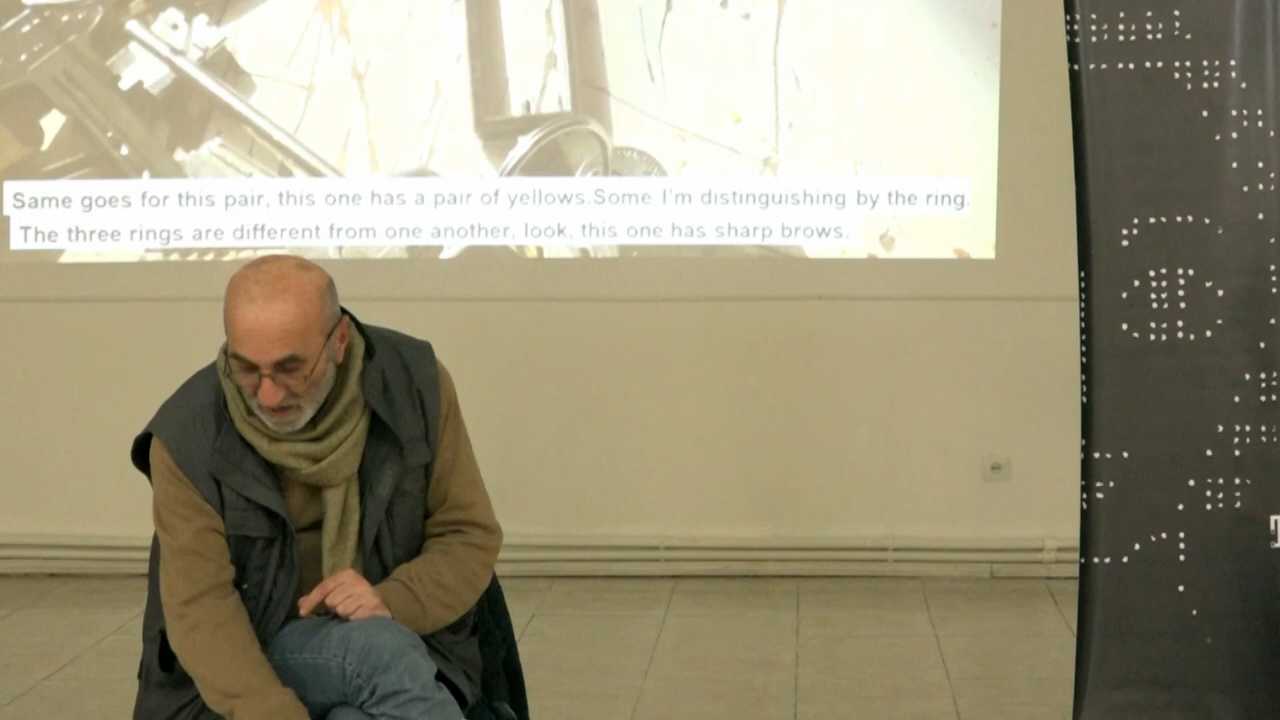 Same goes for this pair, this one has a pair of yellows.Some I'm distinguishing by the ring.
The three rings are different from one another, look, this one has sharp brows.